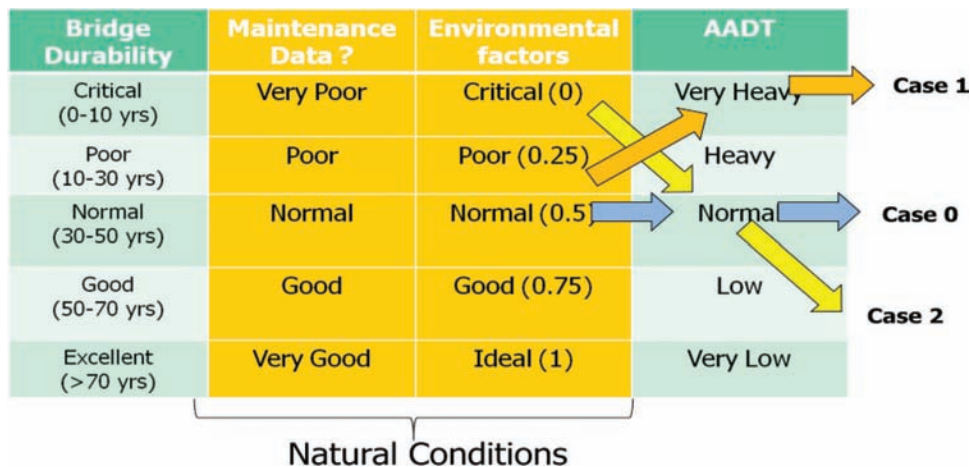 Bridge Durability
Maintenance Data ?
Environmental factors
AADT
Critical (0-10 yrs)
Very Poor
Critical (0)
Very Heavy
Case 1
Poor (10-30 yrs)
Poor
Poor (0.25)
Heavy
Normal (30-50 yrs)
Normal
Normal (0.5)
Normal
Case 0
Good (50-70 yrs)
Good
Good (0.75)
Low
Case 2
Excellent (>70 yrs)
Very Good
Ideal (1)
Very Low
Natural Conditions